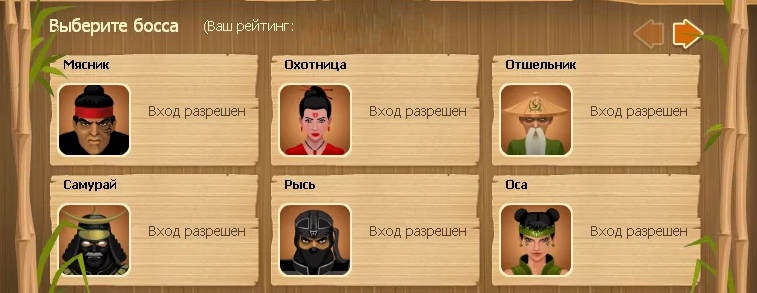 Выберите босса (Ваш рейтинг:
Мясник Охотница Отшельник
Вход разрешен Вход разрешен Вход разрешен
Самурай Рысь Оса
Вход разрешен Вход разрешен Вход разрешен